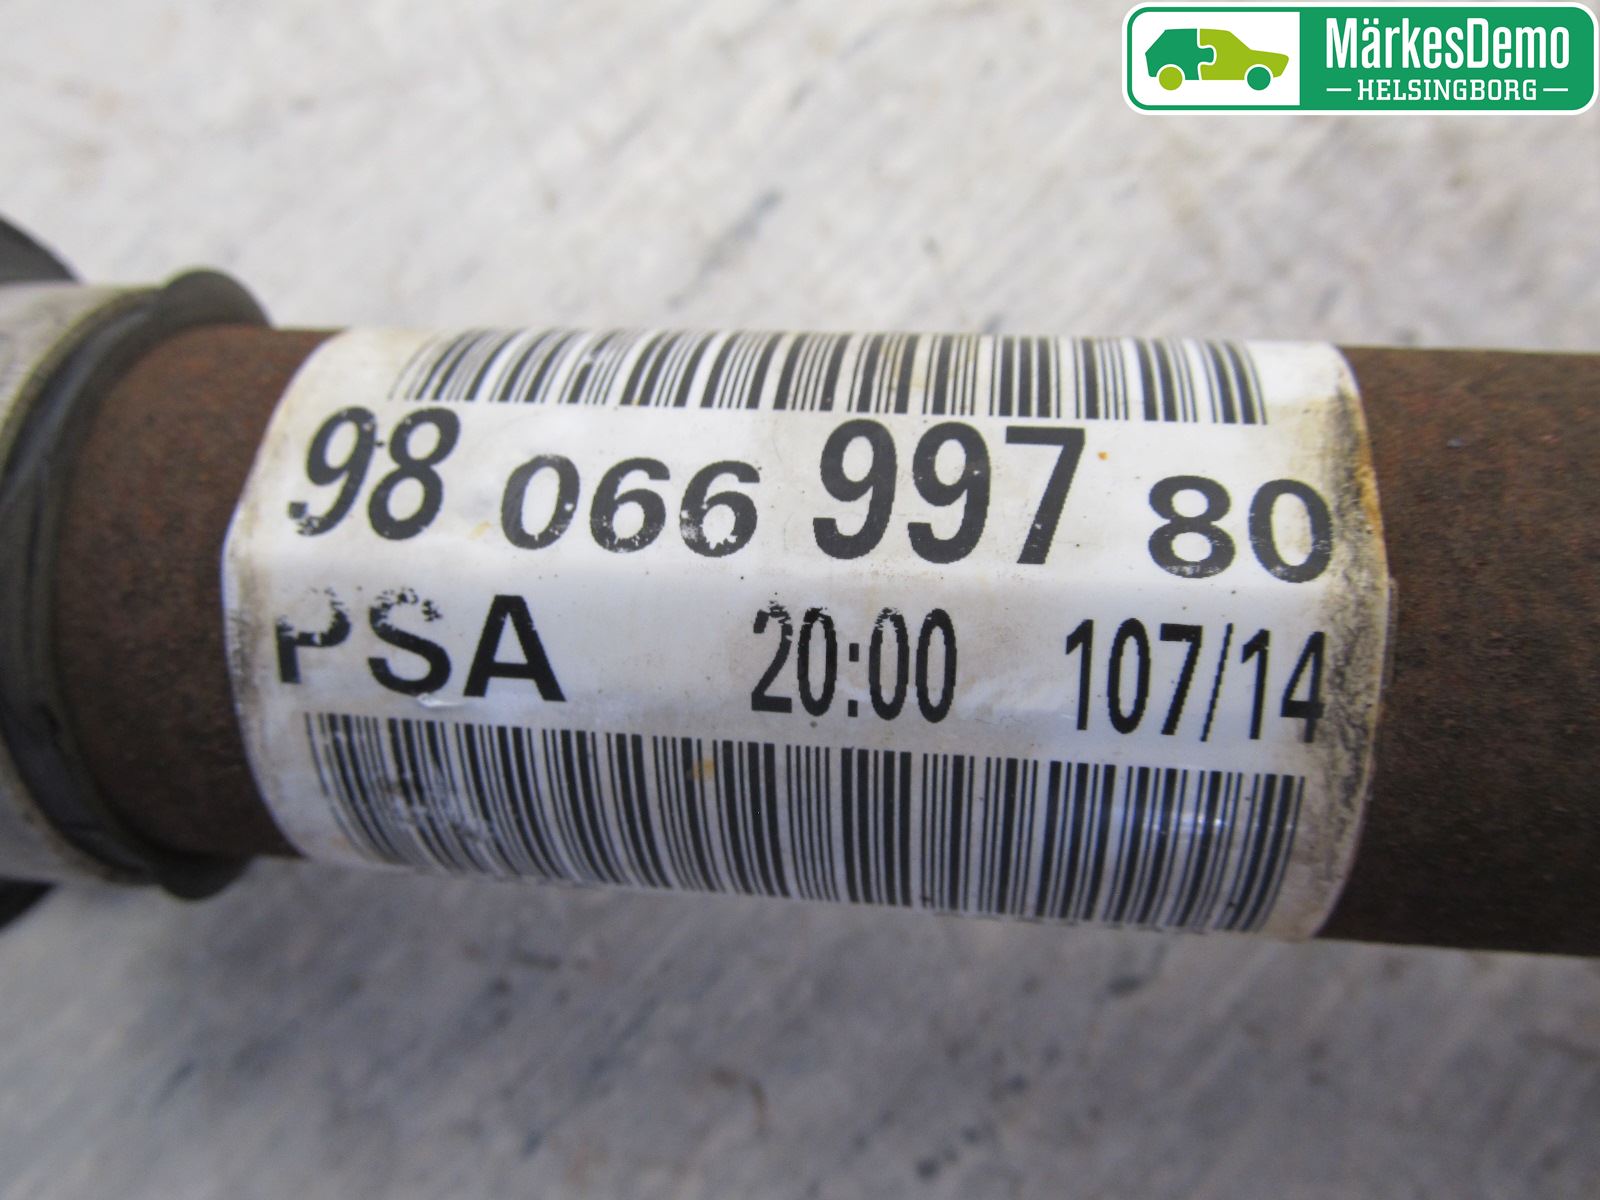 MärkesDemo
HELSINGBORG
98 066 997 80
PSA 20:00 107/14